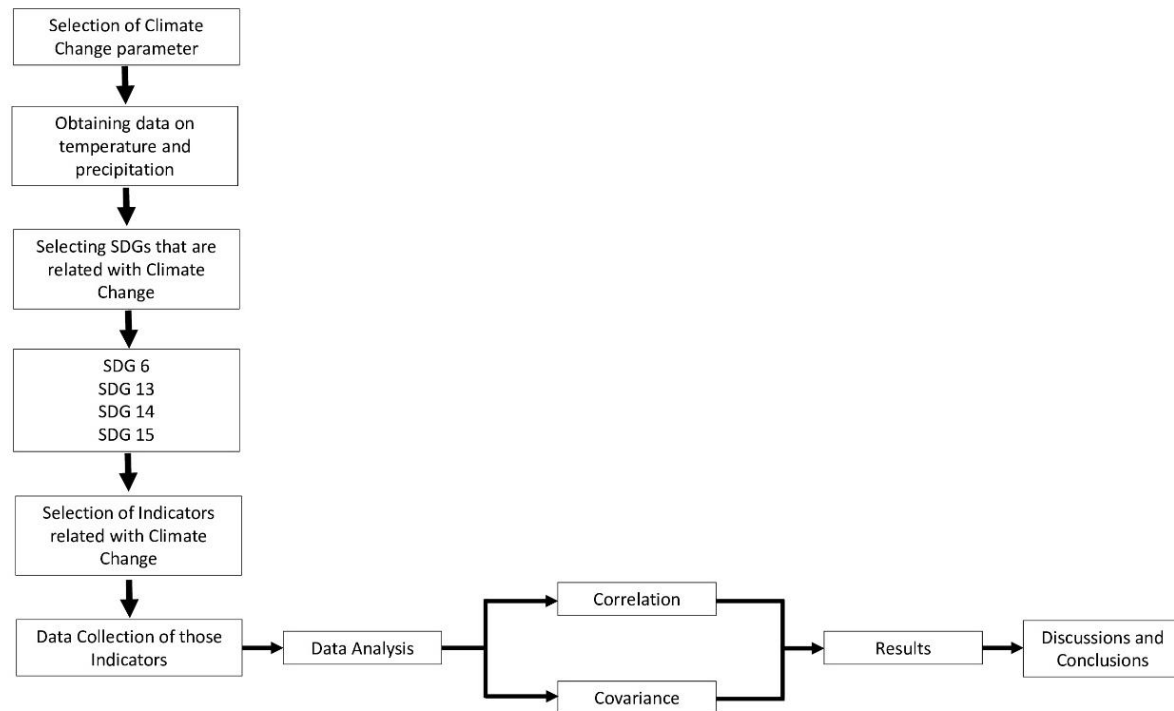 Selection of Climate
Change parameter
Obtaining data on
temperature and
precipitation
Selecting SDGs that are
related with Climate
Change
SDG 6
SDG 13
SDG 14
SDG 15
Selection of Indicators
related with Climate
Change
Data Collection of those
Indicators
Data Analysis
Correlation
Covariance
Results
Discussions and
Conclusions